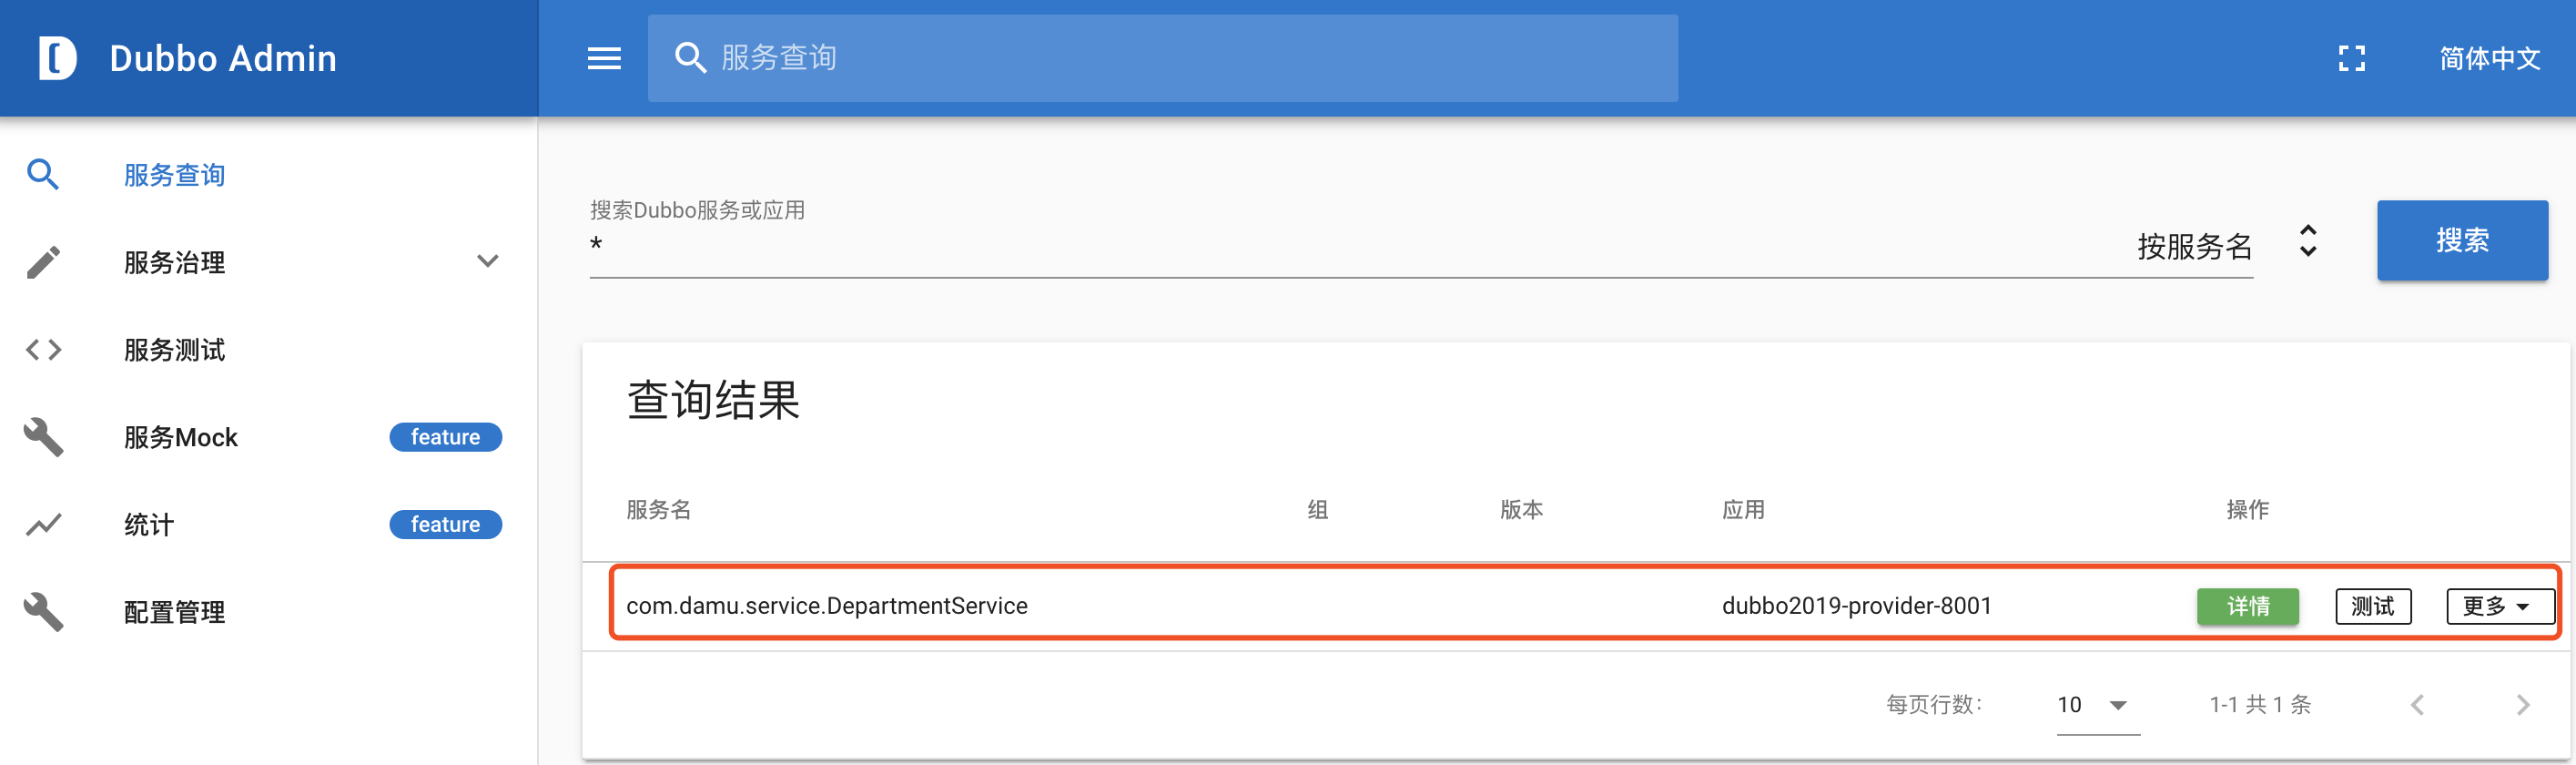 Dubbo Admin
服务查询
简体中文
服务查询
服务治理
服务测试
服务Mock feature
统计 feature
配置管理
搜索Dubbo服务或应用
* 按服务名 搜索
查询结果
服务名 组 版本 应用 操作
com.damu.service.DepartmentService dubbo2019-provider-8001 详情 测试 更多
每页行数: 10 1-1 共 1 条